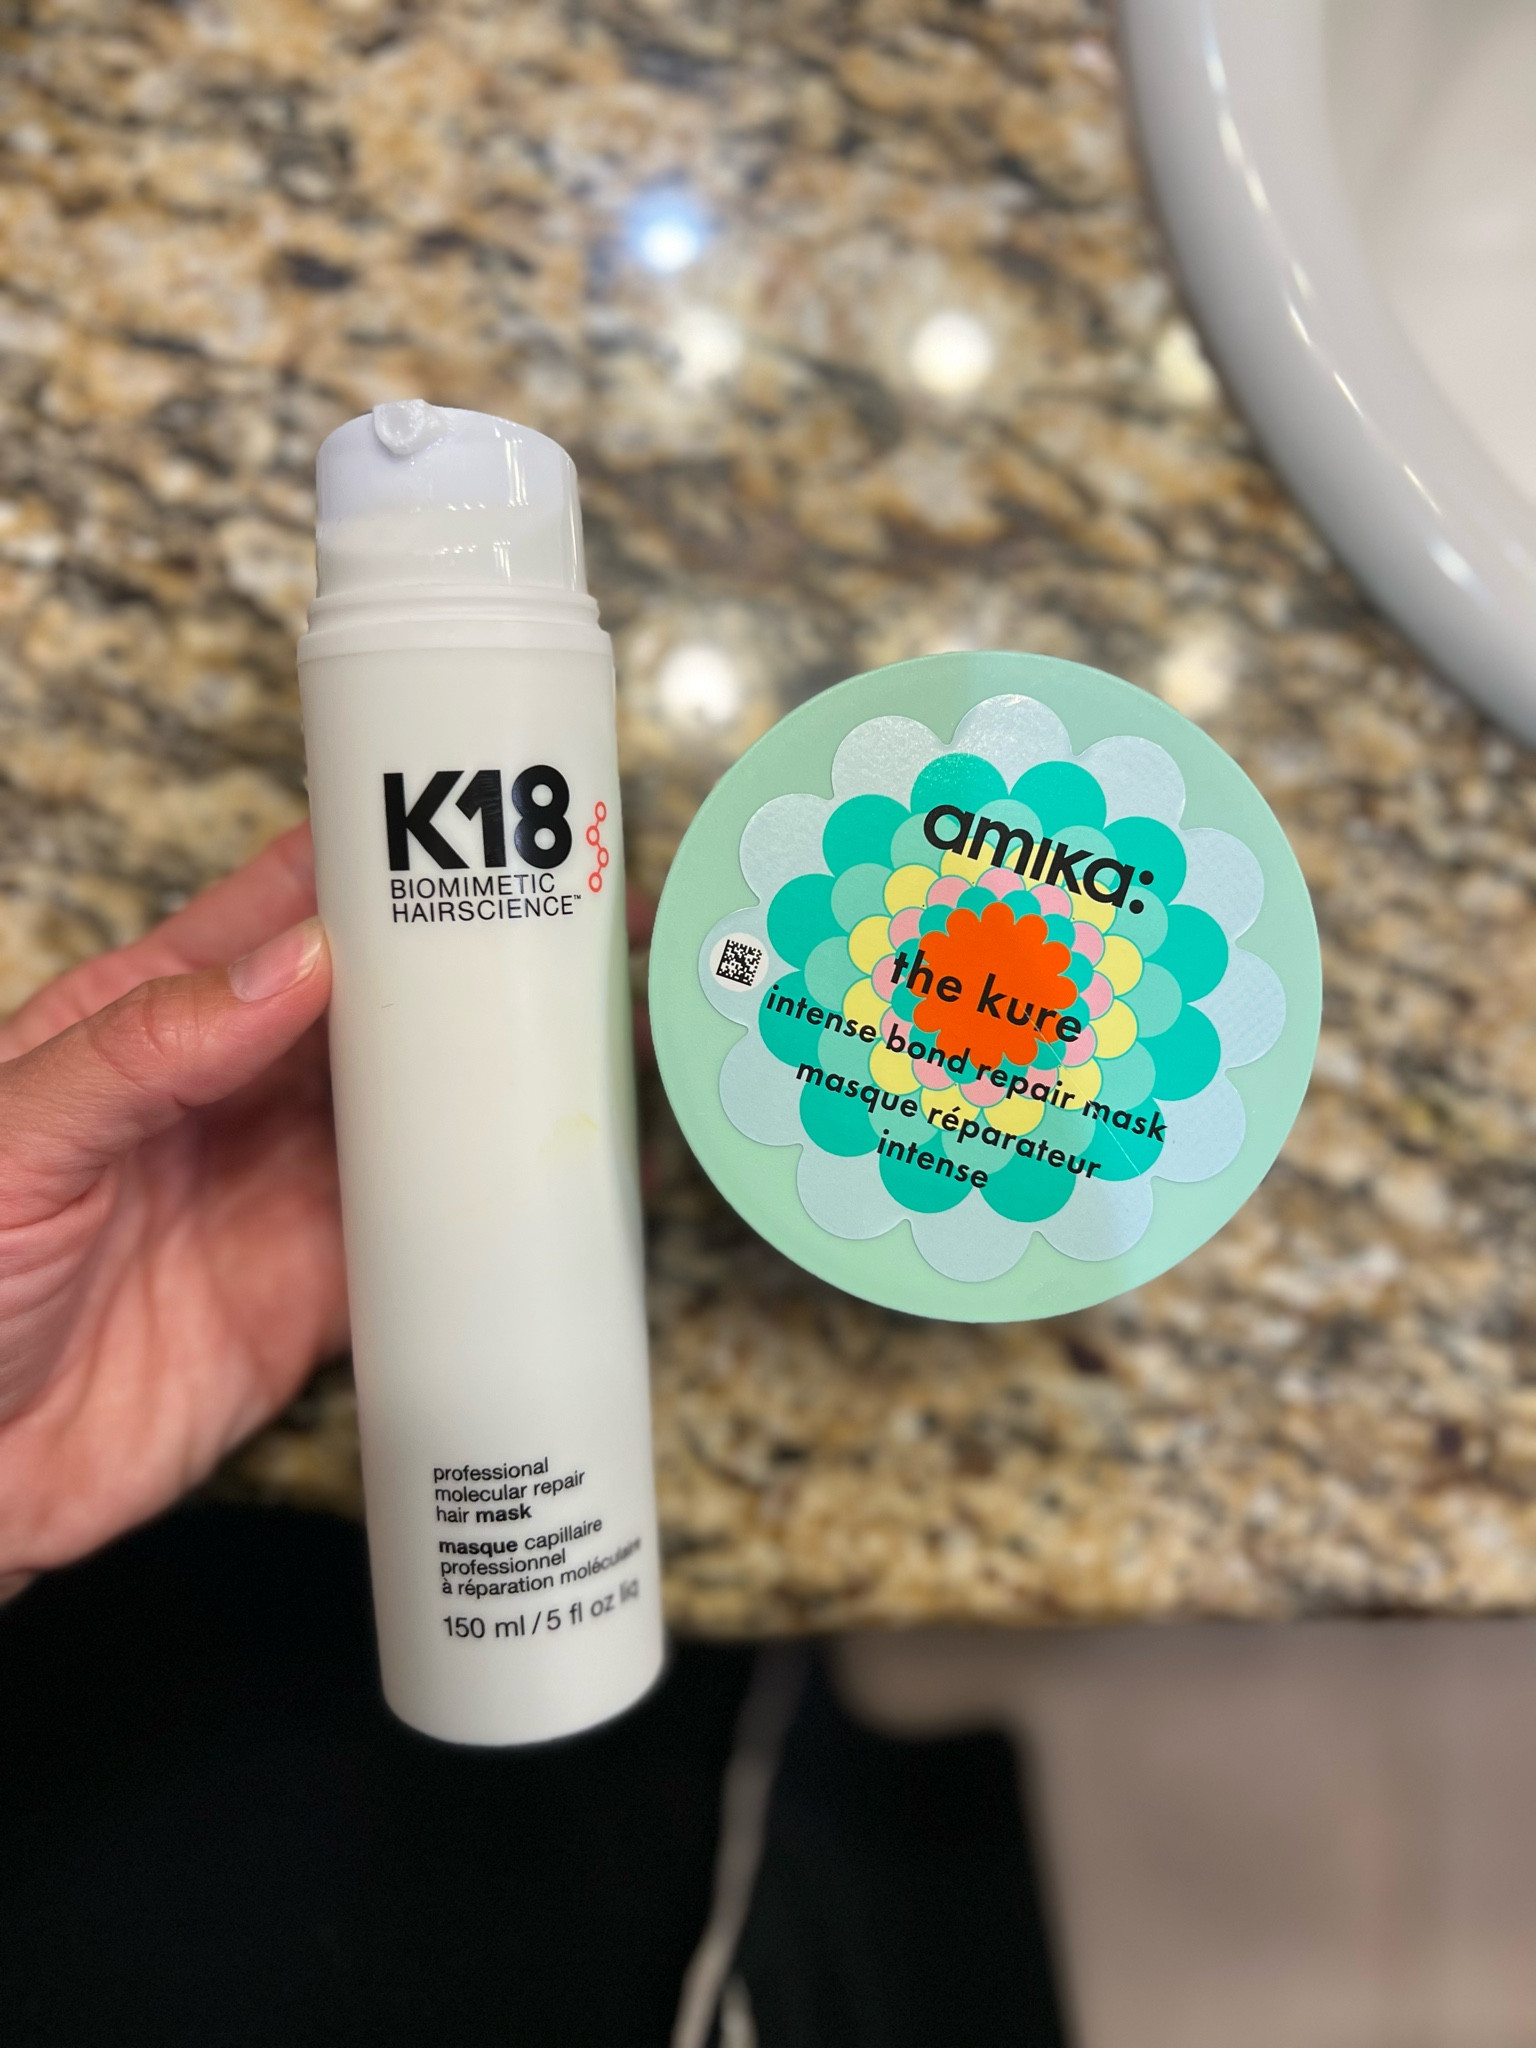 K18
BIOMIMETIC
HAIRSCIENCE™
professional
molecular repair
hair mask
masque capillaire
professionnel
à réparation moléculaire
150 ml / 5 fl oz liq
amika:
the kure
intense bond repair mask
masque réparateur
intense